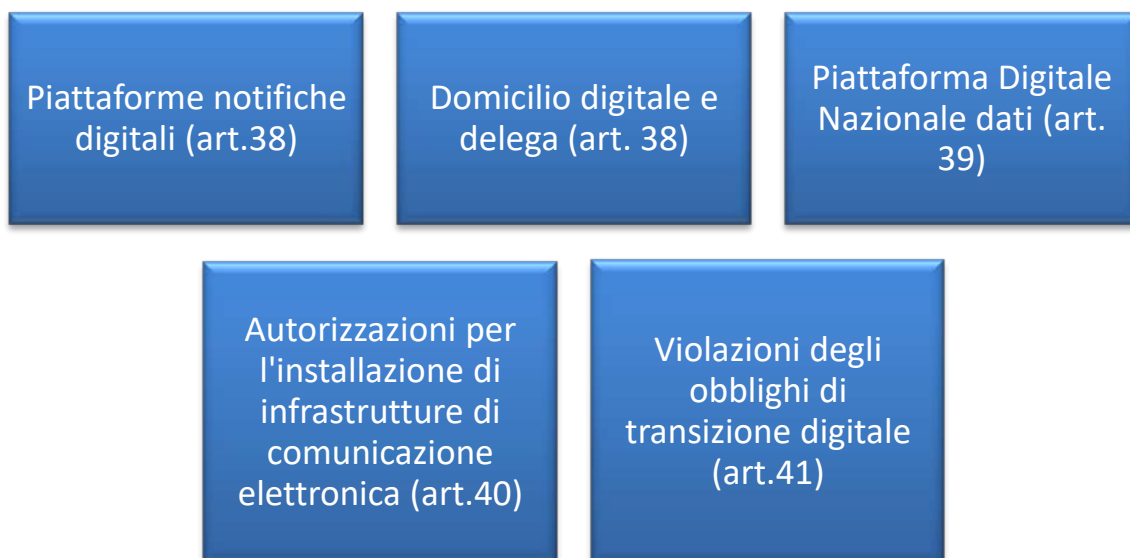 Piattaforme notifiche
digitali (art.38)
Domicilio digitale e
delega (art. 38)
Piattaforma Digitale
Nazionale dati (art.
39)
Autorizzazioni per
l'installazione di
infrastrutture di
comunicazione
elettronica (art.40)
Violazioni degli
obblighi di
transizione digitale
(art.41)